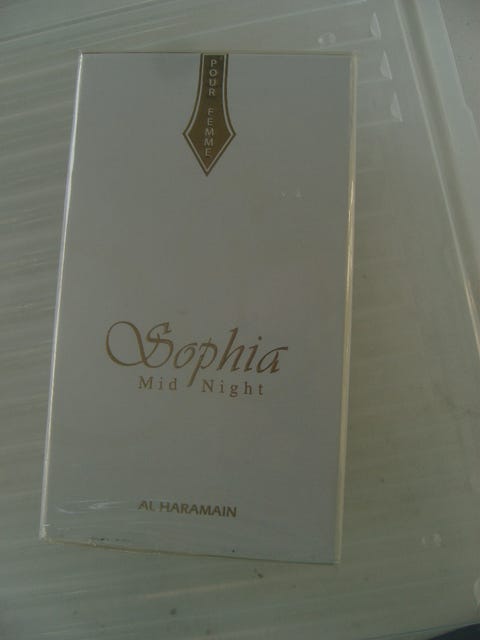 POUR FEMME
Sophia
Mid Night
AL HARAMAIN